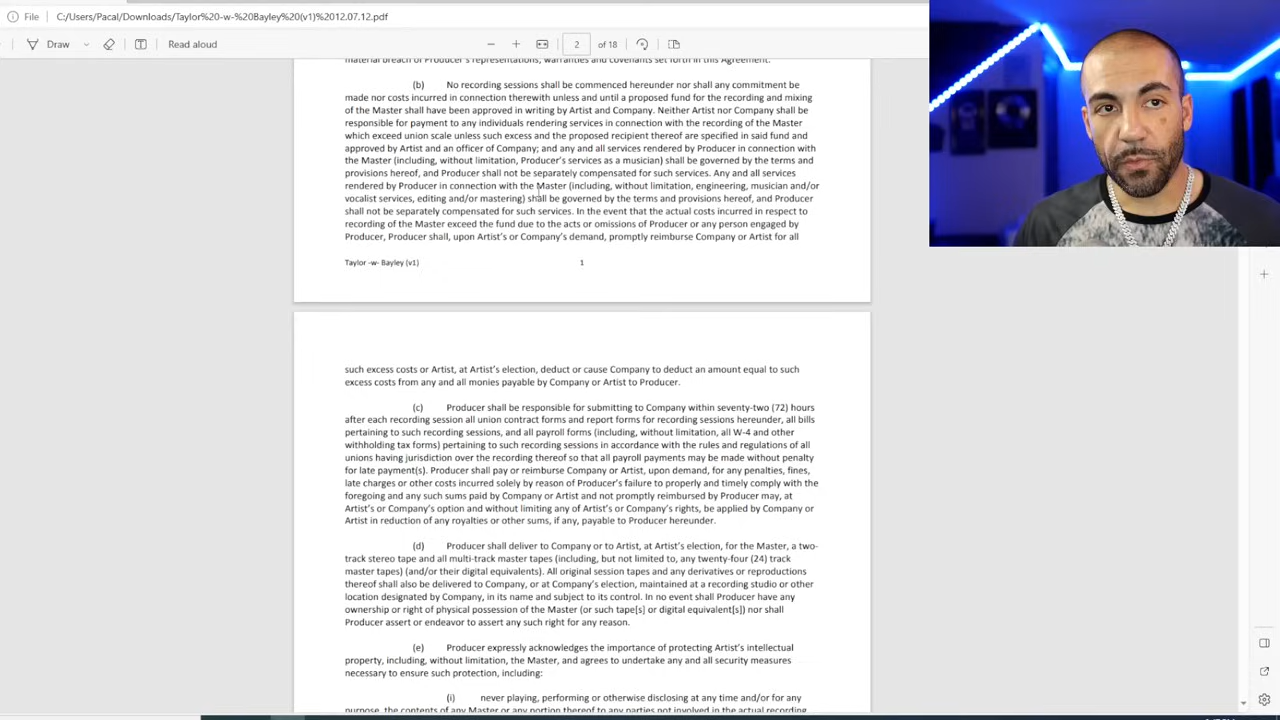 File C:/Users/Pacal/Downloads/Taylor%20-w-%20Bayley%20(v1)%2012.07.12.pdf
Draw Read aloud 2 of 18
material breach of Producer's representations, warranties and covenants set forth in this Agreement.
(b) No recording sessions shall be commenced hereunder nor shall any commitment be
made nor costs incurred in connection therewith unless and until a proposed fund for the recording and mixing
of the Master shall have been approved in writing by Artist and Company. Neither Artist nor Company shall be
responsible for payment to any individuals rendering services in connection with the recording of the Master
which exceed union scale unless such excess and the proposed recipient thereof are specified in said fund and
approved by Artist and an officer of Company; and any and all services rendered by Producer in connection with
the Master (including, without limitation, Producer's services as a musician) shall be governed by the terms and
provisions hereof, and Producer shall not be separately compensated for such services. Any and all services
rendered by Producer in connection with the Master (including, without limitation, engineering, musician and/or
vocalist services, editing and/or mastering) shall be governed by the terms and provisions hereof, and Producer
shall not be separately compensated for such services. In the event that the actual costs incurred in respect to
recording of the Master exceed the fund due to the acts or omissions of Producer or any person engaged by
Producer, Producer shall, upon Artist's or Company's demand, promptly reimburse Company or Artist for all
Taylor -w- Bayley (v1) 1
such excess costs or Artist, at Artist's election, deduct or cause Company to deduct an amount equal to such
excess costs from any and all monies payable by Company or Artist to Producer.
(c) Producer shall be responsible for submitting to Company within seventy-two (72) hours
after each recording session all union contract forms and report forms for recording sessions hereunder, all bills
pertaining to such recording sessions, and all payroll forms (including, without limitation, all W-4 and other
withholding tax forms) pertaining to such recording sessions in accordance with the rules and regulations of all
unions having jurisdiction over the recording thereof so that all payroll payments may be made without penalty
for late payment(s). Producer shall pay or reimburse Company or Artist, upon demand, for any penalties, fines,
late charges or other costs incurred solely by reason of Producer's failure to properly and timely comply with the
foregoing and any such sums paid by Company or Artist and not promptly reimbursed by Producer may, at
Artist's or Company's option and without limiting any of Artist's or Company's rights, be applied by Company or
Artist in reduction of any royalties or other sums, if any, payable to Producer hereunder.
(d) Producer shall deliver to Company or to Artist, at Artist's election, for the Master, a two-
track stereo tape and all multi-track master tapes (including, but not limited to, any twenty-four (24) track
master tapes) (and/or their digital equivalents). All original session tapes and any derivatives or reproductions
thereof shall also be delivered to Company, or at Company's election, maintained at a recording studio or other
location designated by Company, in its name and subject to its control. In no event shall Producer have any
ownership or right of physical possession of the Master (or such tape[s] or digital equivalent[s]) nor shall
Producer assert or endeavor to assert any such right for any reason.
(e) Producer expressly acknowledges the importance of protecting Artist's intellectual
property, including, without limitation, the Master, and agrees to undertake any and all security measures
necessary to ensure such protection, including:
(i) never playing, performing or otherwise disclosing at any time and/or for any
purpose, the contents of any Master or any portion thereof to any parties not involved in the actual recording